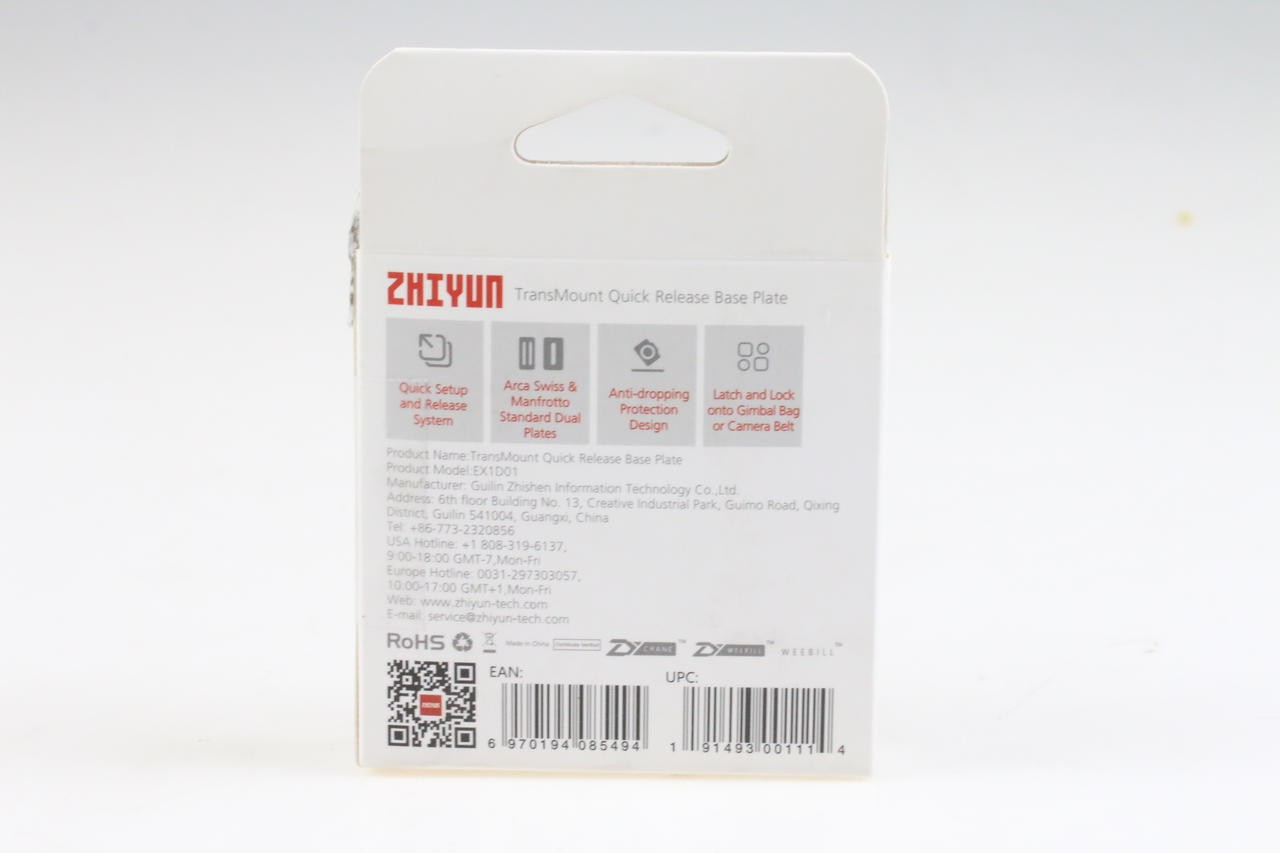 ZHIYUN TransMount Quick Release Base Plate
Quick Setup
and Release
System
Arca Swiss &
Manfrotto
Standard Dual
Plates
Anti-dropping
Protection
Design
Latch and Lock
onto Gimbal Bag
or Camera Belt
Product Name:TransMount Quick Release Base Plate
Product Model:EX1D01
Manufacturer: Guilin Zhishen Information Technology Co.,Ltd.
Address: 6th floor Building No. 13, Creative Industrial Park, Guimo Road, Qixing
District, Guilin 541004, Guangxi, China
Tel: +86-773-2320856
USA Hotline: +1 808-319-6137,
9:00-18:00 GMT-7,Mon-Fri
Europe Hotline: 0031-297303057,
10:00-17:00 GMT+1,Mon-Fri
Web: www.zhiyun-tech.com
E-mail: service@zhiyun-tech.com
RoHS Made in China CRANE™ WEEBILL™ WEEBILL™
EAN:
6 970194 085494
UPC:
1 91493 00111 4